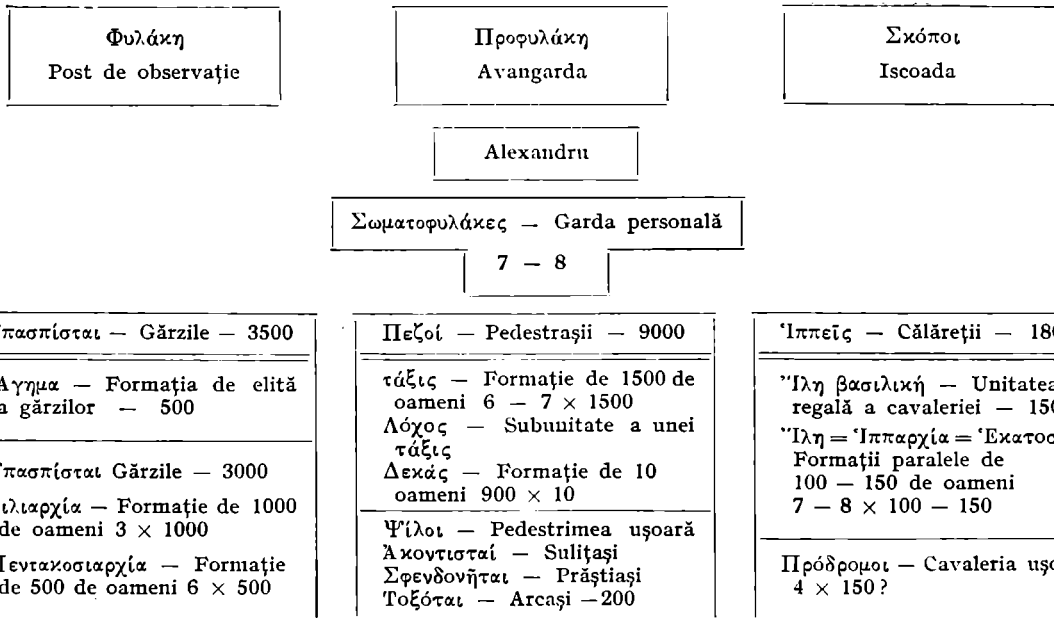 Φυλάκη
Post de observație
Προφυλάκη
Avangarda
Σκόποι
Iscoada
Alexandru
Σωματοφυλάκες — Garda personală
7 — 8
πασπίσται — Gărzile — 3500
Ἄγημα — Formația de elită
a gărzilor — 500
πασπίσται Gărzile — 3000
ιλιαρχία — Formație de 1000
de oameni 3 × 1000
Πεντακοσιαρχία — Formație
de 500 de oameni 6 × 500
Πεζοί — Pedestrașii — 9000
τάξις — Formație de 1500 de
oameni 6 — 7 × 1500
Λόχος — Subunitate a unei
τάξις
Δεκάς — Formație de 10
oameni 900 × 10
Ψίλοι — Pedestrimea ușoară
Ἀκοντισταί — Sulițași
Σφενδονῆται — Prăștiași
Τοξόται — Arcași —200
Ἱππεῖς — Călăreții — 180
Ἴλη βασιλική — Unitatea
regală a cavaleriei — 150
Ἴλη = Ἱππαρχία = Ἑκατοσ
Formații paralele de
100 — 150 de oameni
7 — 8 × 100 — 150
Πρόδρομοι — Cavaleria ușo
4 × 150?